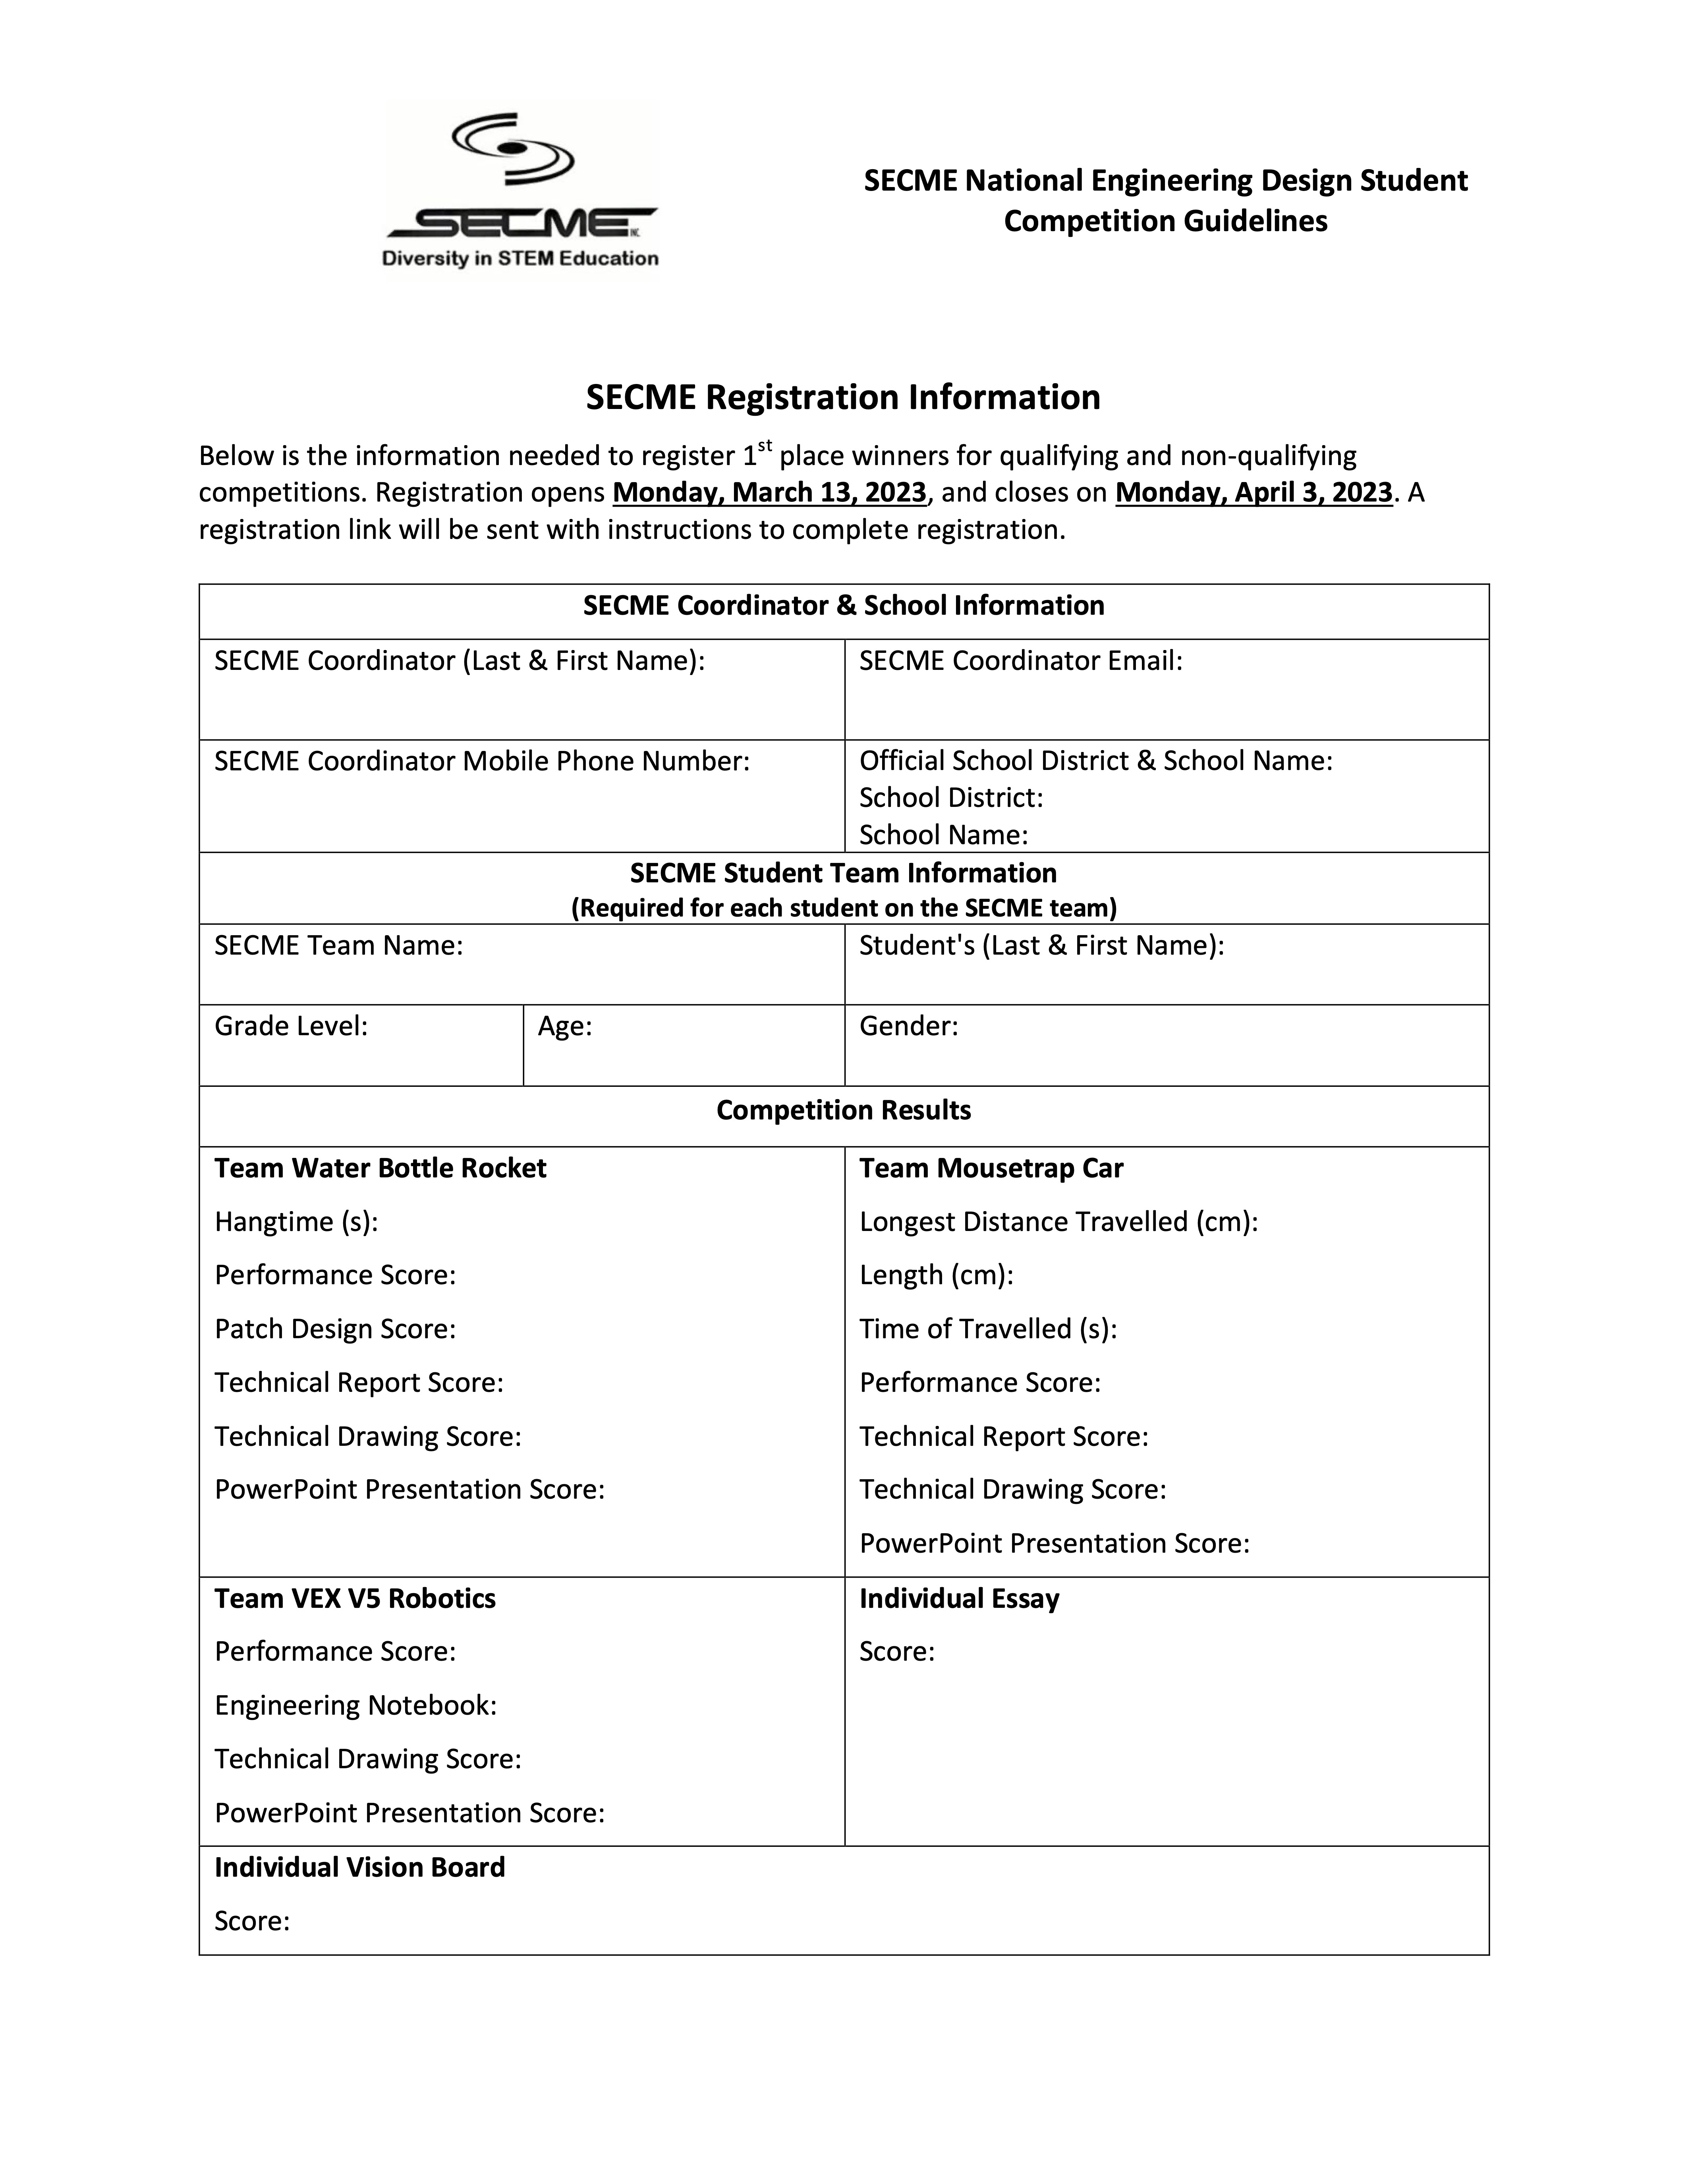 SECME INC.
Diversity in STEM Education
SECME National Engineering Design Student
Competition Guidelines
SECME Registration Information
Below is the information needed to register 1st place winners for qualifying and non-qualifying
competitions. Registration opens Monday, March 13, 2023, and closes on Monday, April 3, 2023. A
registration link will be sent with instructions to complete registration.
SECME Coordinator & School Information
SECME Coordinator (Last & First Name):
SECME Coordinator Email:
SECME Coordinator Mobile Phone Number:
Official School District & School Name:
School District:
School Name:
SECME Student Team Information
(Required for each student on the SECME team)
SECME Team Name:
Student's (Last & First Name):
Grade Level:
Age:
Gender:
Competition Results
Team Water Bottle Rocket
Hangtime (s):
Performance Score:
Patch Design Score:
Technical Report Score:
Technical Drawing Score:
PowerPoint Presentation Score:
Team Mousetrap Car
Longest Distance Travelled (cm):
Length (cm):
Time of Travelled (s):
Performance Score:
Technical Report Score:
Technical Drawing Score:
PowerPoint Presentation Score:
Team VEX V5 Robotics
Performance Score:
Engineering Notebook:
Technical Drawing Score:
PowerPoint Presentation Score:
Individual Essay
Score:
Individual Vision Board
Score: